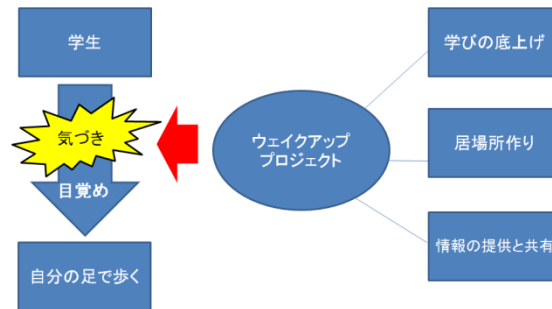 学生
気づき
目覚め
自分の足で歩く
ウェイクアップ
プロジェクト
学びの底上げ
居場所作り
情報の提供と共有